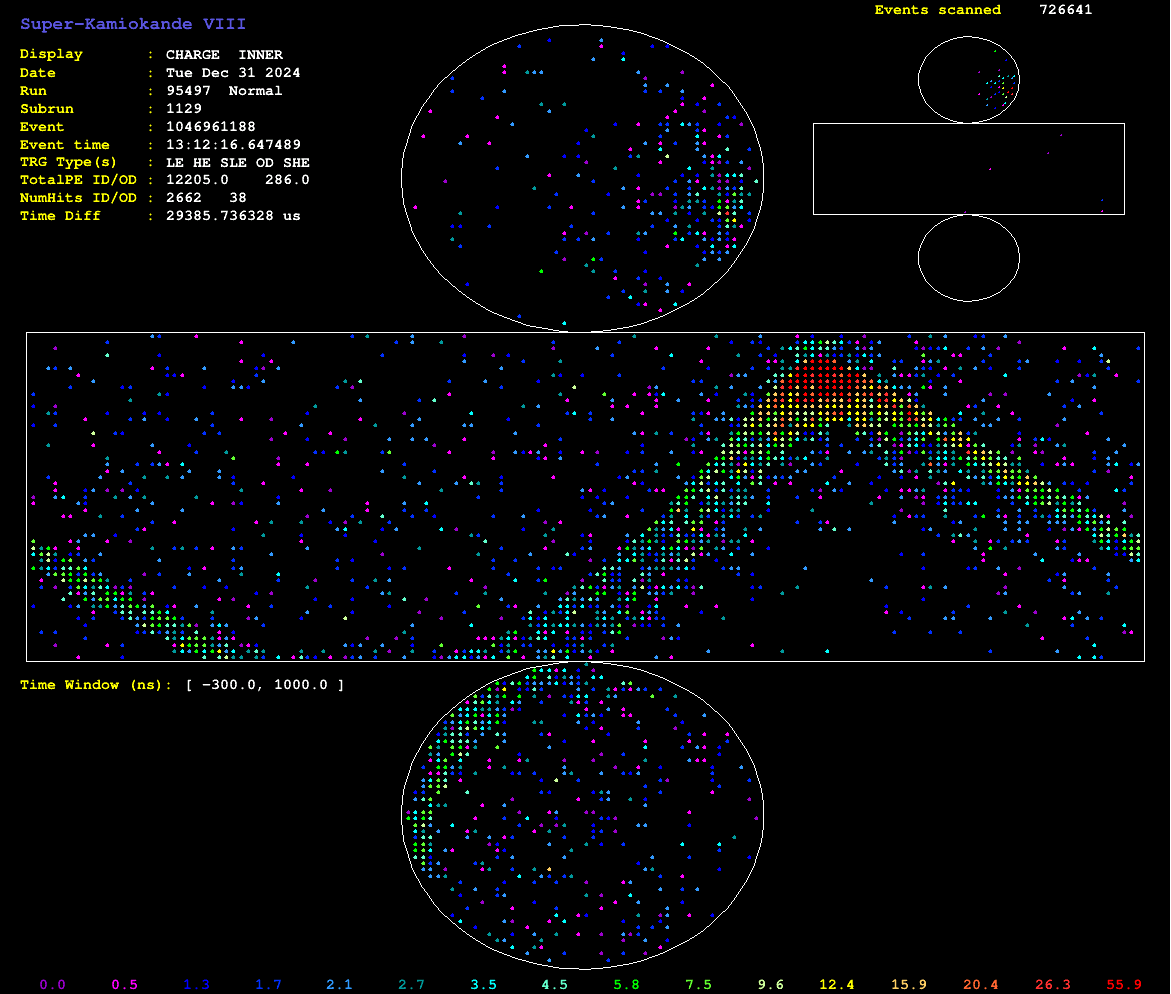 Super-Kamiokande VIII
Events scanned 726641
Display : CHARGE INNER
Date : Tue Dec 31 2024
Run : 95497 Normal
Subrun : 1129
Event : 1046961188
Event time : 13:12:16.647489
TRG Type(s) : LE HE SLE OD SHE
TotalPE ID/OD : 12205.0 286.0
NumHits ID/OD : 2662 38
Time Diff : 29385.736328 us
Time Window (ns): [ -300.0, 1000.0 ]
0.0 0.5 1.3 1.7 2.1 2.7 3.5 4.5 5.8 7.5 9.6 12.4 15.9 20.4 26.3 55.9